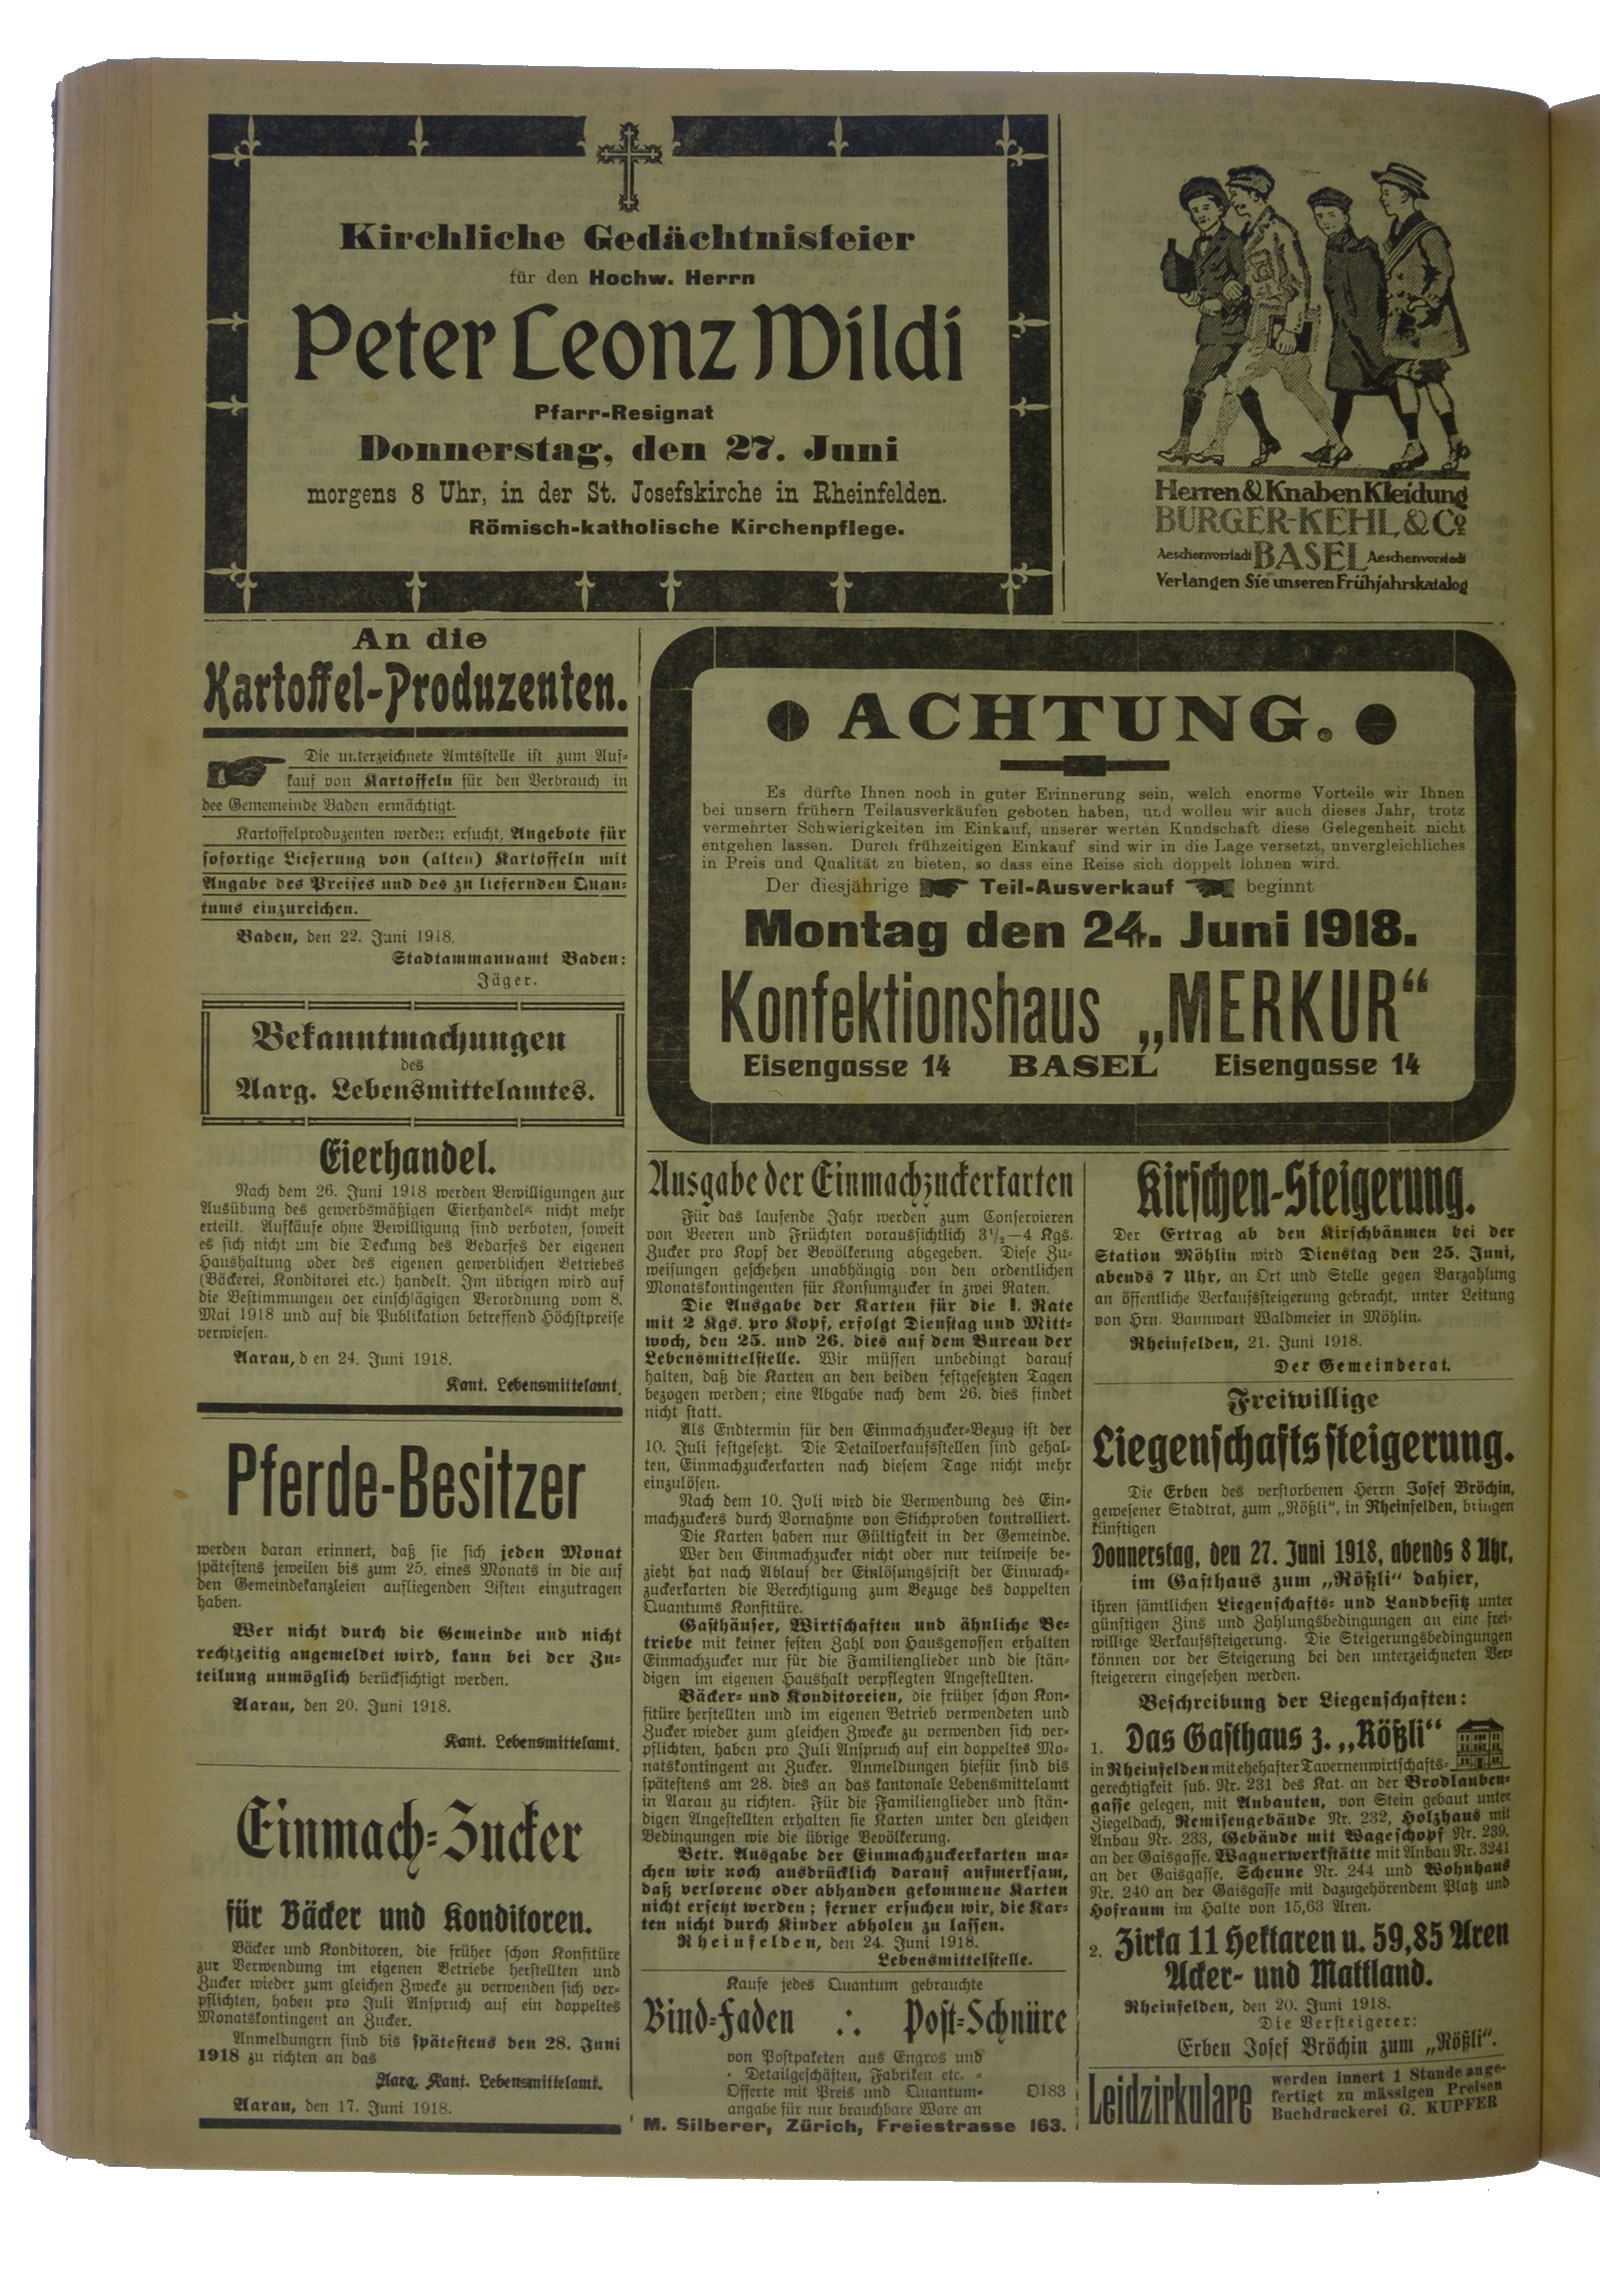 Kirchliche Gedächtnisfeier
für den Hochw. Herrn
Peter Leonz Wildi
Pfarr-Resignat
Donnerstag, den 27. Juni
morgens 8 Uhr, in der St. Josefskirche in Rheinfelden.
Römisch-katholische Kirchenpflege.
Herren & Knaben Kleidung
BURGER-KEHL & Co
Aeschenvorstadt BASEL Aeschenvorstadt
Verlangen Sie unseren Frühjahrskatalog
An die
Kartoffel-Produzenten.
Die unterzeichnete Amtsstelle ist zum Auf-
kauf von Kartoffeln für den Verbrauch in
dee Gememeinde Baden ermächtigt.
Kartoffelproduzenten werden ersucht, Angebote für
sofortige Lieferung von (alten) Kartoffeln mit
Angabe des Preises und des zu liefernden Quan-
tums einzureichen.
Baden, den 22. Juni 1918.
Stadtammannamt Baden:
Jäger.
Bekanntmachungen
des
Aarg. Lebensmittelamtes.
Eierhandel.
Nach dem 26. Juni 1918 werden Bewilligungen zur
Ausübung des gewerbsmäßigen Eierhandels nicht mehr
erteilt. Aufkäufe ohne Bewilligung sind verboten, soweit
es sich nicht um die Deckung des Bedarfes der eigenen
Haushaltung oder des eigenen gewerblichen Betriebes
(Bäckerei, Konditorei etc.) handelt. Im übrigen wird auf
die Bestimmungen der einschlägigen Verordnung vom 8.
Mai 1918 und auf die Publikation betreffend Höchstpreise
verwiesen.
Aarau, den 24. Juni 1918.
Kant. Lebensmittelamt.
Pferde-Besitzer
werden daran erinnert, daß sie sich jeden Monat
spätestens jeweilen bis zum 25. eines Monats in die auf
den Gemeindekanzleien aufliegenden Listen einzutragen
haben.
Wer nicht durch die Gemeinde und nicht
rechtzeitig angemeldet wird, kann bei der Zu-
teilung unmöglich berücksichtigt werden.
Aarau, den 20. Juni 1918.
Kant. Lebensmittelamt.
Einmach-Zucker
für Bäcker und Konditoren.
Bäcker und Konditoren, die früher schon Konfitüre
zur Verwendung im eigenen Betriebe herstellten und
Zucker wieder zum gleichen Zwecke zu verwenden sich ver-
pflichten, haben pro Juli Anspruch auf ein doppeltes
Monatskontingent an Zucker.
Anmeldungen sind bis spätestens den 28. Juni
1918 zu richten an das
Aarg. Kant. Lebensmittelamt.
Aarau, den 17. Juni 1918.
ACHTUNG.
Es dürfte Ihnen noch in guter Erinnerung sein, welch enorme Vorteile wir Ihnen
bei unsern frühern Teilausverkäufen geboten haben, und wollen wir auch dieses Jahr, trotz
vermehrter Schwierigkeiten im Einkauf, unserer werten Kundschaft diese Gelegenheit nicht
entgehen lassen. Durch frühzeitigen Einkauf sind wir in die Lage versetzt, unvergleichliches
in Preis und Qualität zu bieten, so dass eine Reise sich doppelt lohnen wird.
Der diesjährige Teil-Ausverkauf beginnt
Montag den 24. Juni 1918.
Konfektionshaus „MERKUR“
Eisengasse 14 BASEL Eisengasse 14
Ausgabe der Einmachzuckerkarten
Für das laufende Jahr werden zum Conservieren
von Beeren und Früchten voraussichtlich 3½—4 Kgs.
Zucker pro Kopf der Bevölkerung abgegeben. Diese Zu-
weisungen geschehen unabhängig von den ordentlichen
Monatskontingenten für Konsumzucker in zwei Raten.
Die Ausgabe der Karten für die 1. Rate
mit 2 Kgs. pro Kopf, erfolgt Dienstag und Mitt-
woch, den 25. und 26. dies auf dem Bureau der
Lebensmittelstelle. Wir müssen unbedingt darauf
halten, daß die Karten an den beiden festgesetzten Tagen
bezogen werden; eine Abgabe nach dem 26. dies findet
nicht statt.
Als Endtermin für den Einmachzucker-Bezug ist der
10. Juli festgesetzt. Die Detailverkaufsstellen sind gehal-
ten, Einmachzuckerkarten nach diesem Tage nicht mehr
einzulösen.
Nach dem 10. Juli wird die Verwendung des Ein-
machzuckers durch Vornahme von Stichproben kontrolliert.
Die Karten haben nur Gültigkeit in der Gemeinde.
Wer den Einmachzucker nicht oder nur teilweise be-
zieht hat nach Ablauf der Einlösungsfrist der Einmach-
zuckerkarten die Berechtigung zum Bezuge des doppelten
Quantums Konfitüre.
Gasthäuser, Wirtschaften und ähnliche Be-
triebe mit keiner festen Zahl von Hausgenossen erhalten
Einmachzucker nur für die Familienglieder und die stän-
digen im eigenen Haushalt verpflegten Angestellten.
Bäcker- und Konditoreien, die früher schon Kon-
fitüre herstellten und im eigenen Betrieb verwendeten und
Zucker wieder zum gleichen Zwecke zu verwenden sich ver-
pflichten, haben pro Juli Anspruch auf ein doppeltes Mo-
natskontingent an Zucker. Anmeldungen hiefür sind bis
spätestens am 28. dies an das kantonale Lebensmittelamt
in Aarau zu richten. Für die Familienglieder und stän-
digen Angestellten erhalten sie Karten unter den gleichen
Bedingungen wie die übrige Bevölkerung.
Betr. Ausgabe der Einmachzuckerkarten ma-
chen wir noch ausdrücklich darauf aufmerksam,
daß verlorene oder abhanden gekommene Karten
nicht ersetzt werden; ferner ersuchen wir, die Kar-
ten nicht durch Kinder abholen zu lassen.
Rheinfelden, den 24. Juni 1918.
Lebensmittelstelle.
Kaufe jedes Quantum gebrauchte
Bind-Faden ∴ Post-Schnüre
von Postpaketen aus Engros und
Detailgeschäften, Fabriken etc.
Offerte mit Preis und Quantum-
angabe für nur brauchbare Ware an O183
M. Silberer, Zürich, Freiestrasse 163.
Kirschen-Steigerung.
Der Ertrag ab den Kirschbäumen bei der
Station Möhlin wird Dienstag den 25. Juni,
abends 7 Uhr, an Ort und Stelle gegen Barzahlung
an öffentliche Verkaufssteigerung gebracht, unter Leitung
von Hrn. Bannwart Waldmeier in Möhlin.
Rheinfelden, 21. Juni 1918.
Der Gemeinderat.
Freiwillige
Liegenschaftssteigerung.
Die Erben des verstorbenen Herrn Josef Bröchin,
gewesener Stadtrat, zum „Rößli“, in Rheinfelden, bringen
künftigen
Donnerstag, den 27. Juni 1918, abends 8 Uhr,
im Gasthaus zum „Rößli“ dahier,
ihren sämtlichen Liegenschafts- und Landbesitz unter
günstigen Zins und Zahlungsbedingungen an eine frei-
willige Verkaufssteigerung. Die Steigerungsbedingungen
können vor der Steigerung bei den unterzeichneten Ver-
steigerern eingesehen werden.
Beschreibung der Liegenschaften:
1. Das Gasthaus z. „Rößli“
in Rheinfelden mit ehehafter Tavernenwirtschafts-
gerechtigkeit sub. Nr. 231 des Kat. an der Brodlauben-
gasse gelegen, mit Anbauten, von Stein gebaut unter
Ziegeldach, Remisengebäude Nr. 232, Holzhaus mit
Anbau Nr. 233, Gebäude mit Wageschopf Nr. 239,
an der Gaisgasse. Wagnerwerkstätte mit Anbau Nr. 3241
an der Gaisgasse, Scheune Nr. 244 und Wohnhaus
Nr. 240 an der Gaisgasse mit dazugehörendem Platz und
Hofraum im Halte von 15,63 Aren.
2. Zirka 11 Hektaren u. 59,85 Aren
Acker- und Mattland.
Rheinfelden, den 20. Juni 1918.
Die Versteigerer:
Erben Josef Bröchin zum „Rößli“.
Leidzirkulare
werden innert 1 Stunde ange-
fertigt zu mässigen Preisen
Buchdruckerei G. KUPFER